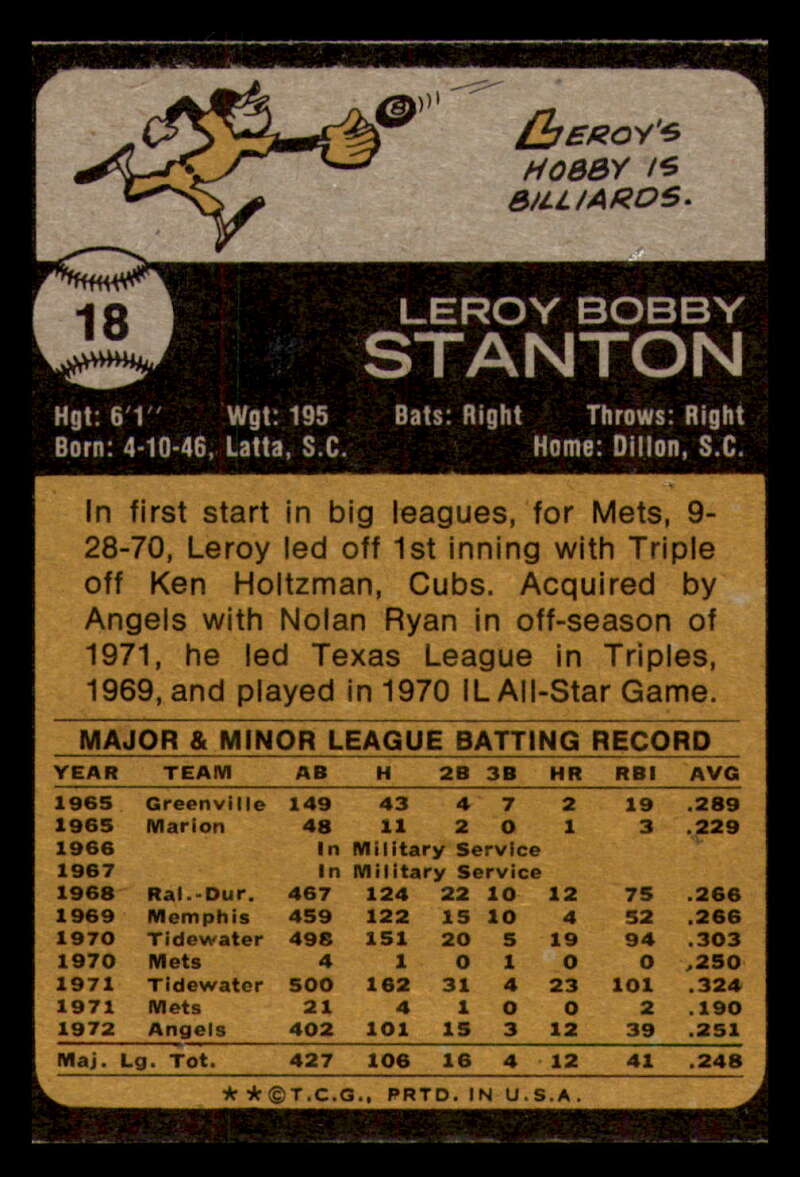 8
LEROY'S
HOBBY IS
BILLIARDS.
18
LEROY BOBBY
STANTON
Hgt: 6'1" Wgt: 195 Bats: Right Throws: Right
Born: 4-10-46, Latta, S.C. Home: Dillon, S.C.
In first start in big leagues, for Mets, 9-
28-70, Leroy led off 1st inning with Triple
off Ken Holtzman, Cubs. Acquired by
Angels with Nolan Ryan in off-season of
1971, he led Texas League in Triples,
1969, and played in 1970 IL All-Star Game.
MAJOR & MINOR LEAGUE BATTING RECORD
YEAR TEAM AB H 2B 3B HR RBI AVG
1965 Greenville 149 43 4 7 2 19 .289
1965 Marion 48 11 2 0 1 3 .229
1966 In Military Service
1967 In Military Service
1968 Ral.-Dur. 467 124 22 10 12 75 .266
1969 Memphis 459 122 15 10 4 52 .266
1970 Tidewater 498 151 20 5 19 94 .303
1970 Mets 4 1 0 1 0 0 .250
1971 Tidewater 500 162 31 4 23 101 .324
1971 Mets 21 4 1 0 0 2 .190
1972 Angels 402 101 15 3 12 39 .251
Maj. Lg. Tot. 427 106 16 4 12 41 .248
**©T.C.G., PRTD. IN U.S.A.